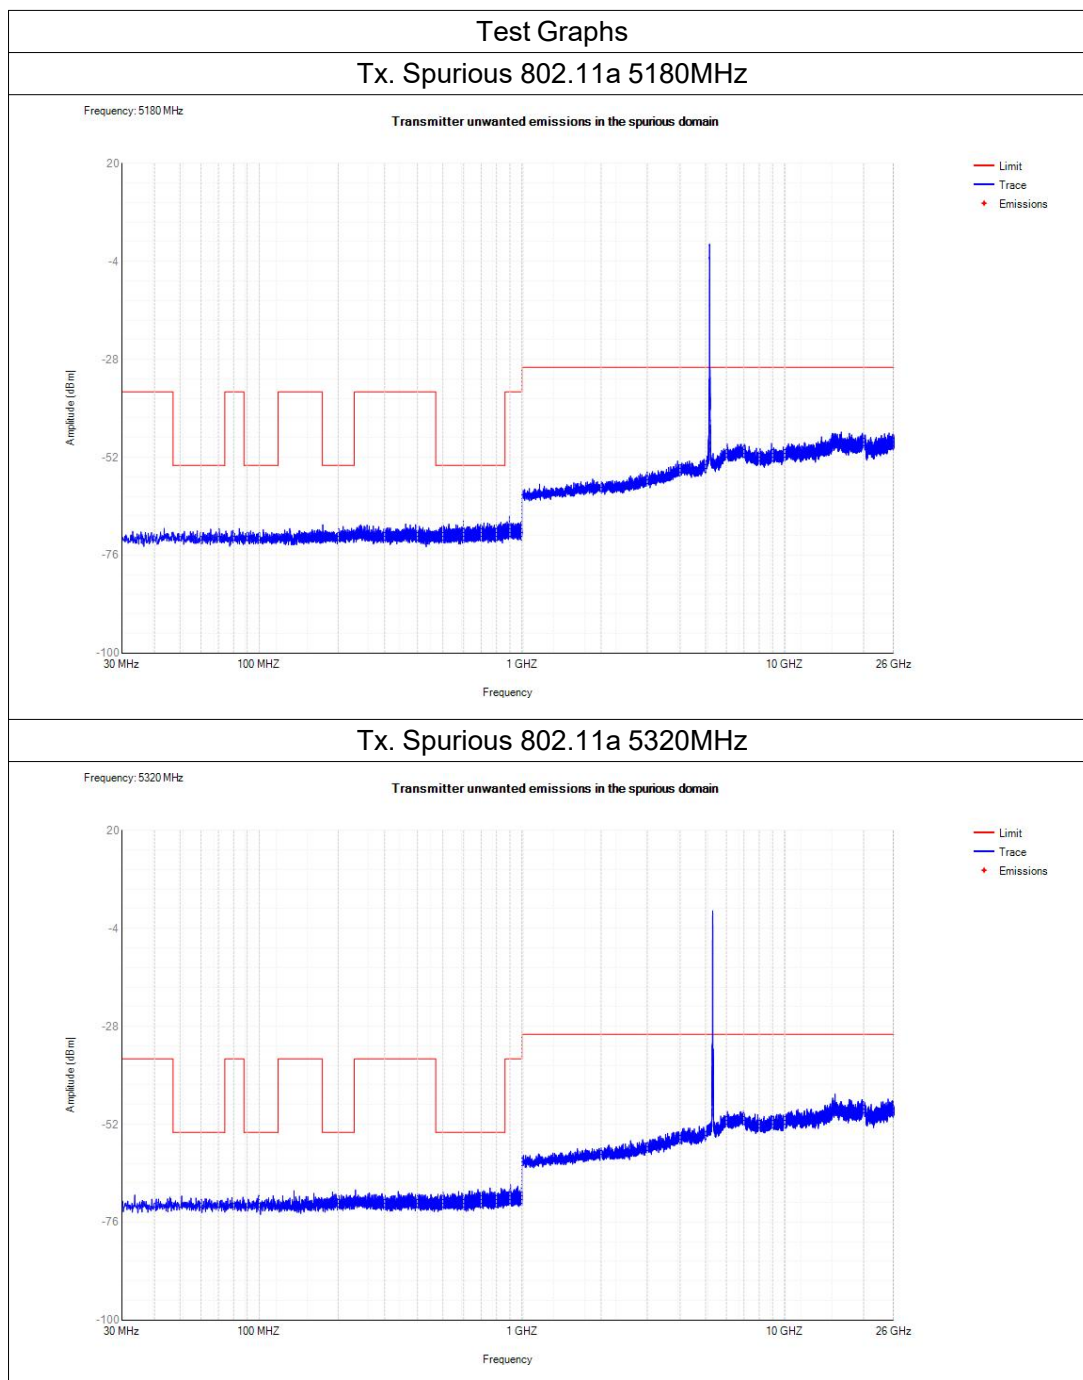 Test Graphs
Tx. Spurious 802.11a 5180MHz
Frequency: 5180 MHz
Transmitter unwanted emissions in the spurious domain
20
-4
-28
-52
-76
-100
Amplitude [dBm]
30 MHz 100 MHZ 1 GHZ 10 GHZ 26 GHz
Frequency
Limit
Trace
Emissions
Tx. Spurious 802.11a 5320MHz
Frequency: 5320 MHz
Transmitter unwanted emissions in the spurious domain
20
-4
-28
-52
-76
-100
Amplitude [dBm]
30 MHz 100 MHZ 1 GHZ 10 GHZ 26 GHz
Frequency
Limit
Trace
Emissions